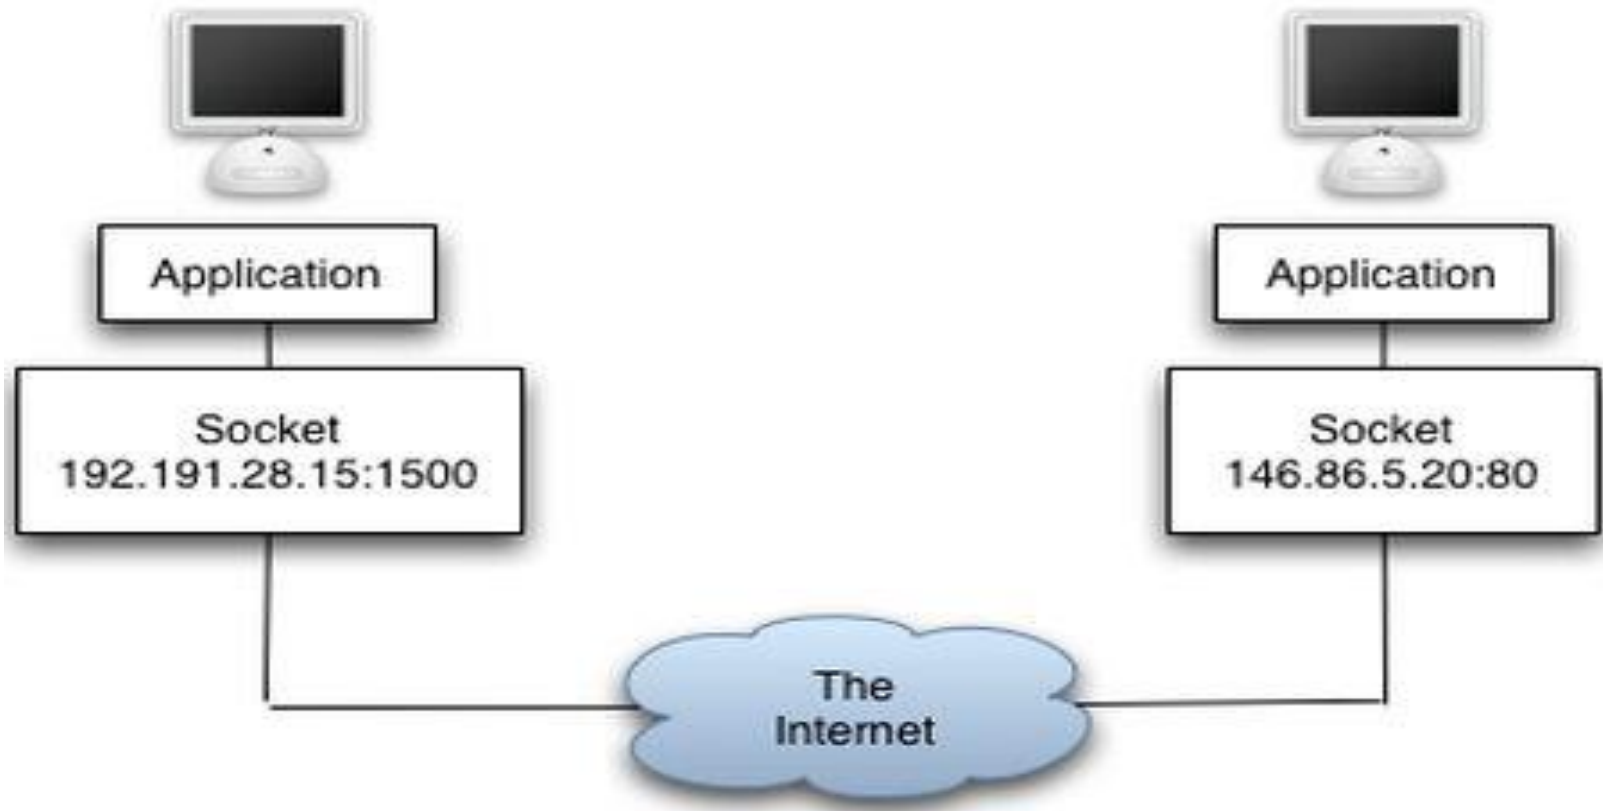 Application
Application
Socket
192.191.28.15:1500
Socket
146.86.5.20:80
The
Internet